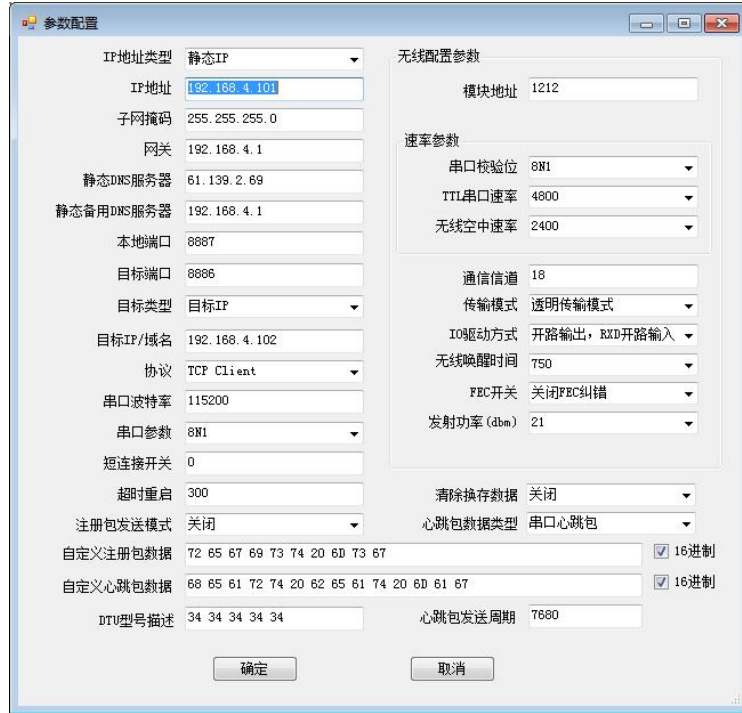 参数配置
IP地址类型 静态IP
IP地址 192.168.4.101
子网掩码 255.255.255.0
网关 192.168.4.1
静态DNS服务器 61.139.2.69
静态备用DNS服务器 192.168.4.1
本地端口 8887
目标端口 8886
目标类型 目标IP
目标IP/域名 192.168.4.102
协议 TCP Client
串口波特率 115200
串口参数 8N1
短连接开关 0
超时重启 300
注册包发送模式 关闭
无线配置参数
模块地址 1212
速率参数
串口校验位 8N1
TTL串口速率 4800
无线空中速率 2400
通信信道 18
传输模式 透明传输模式
IO驱动方式 开路输出, RXD开路输入
无线唤醒时间 750
FEC开关 关闭FEC纠错
发射功率(dbm) 21
清除换存数据 关闭
心跳包数据类型 串口心跳包
自定义注册包数据 72 65 67 69 73 74 20 6D 73 67 16进制
自定义心跳包数据 68 65 61 72 74 20 62 65 61 74 20 6D 61 67 16进制
DTU型号描述 34 34 34 34 34 心跳包发送周期 7680
确定 取消